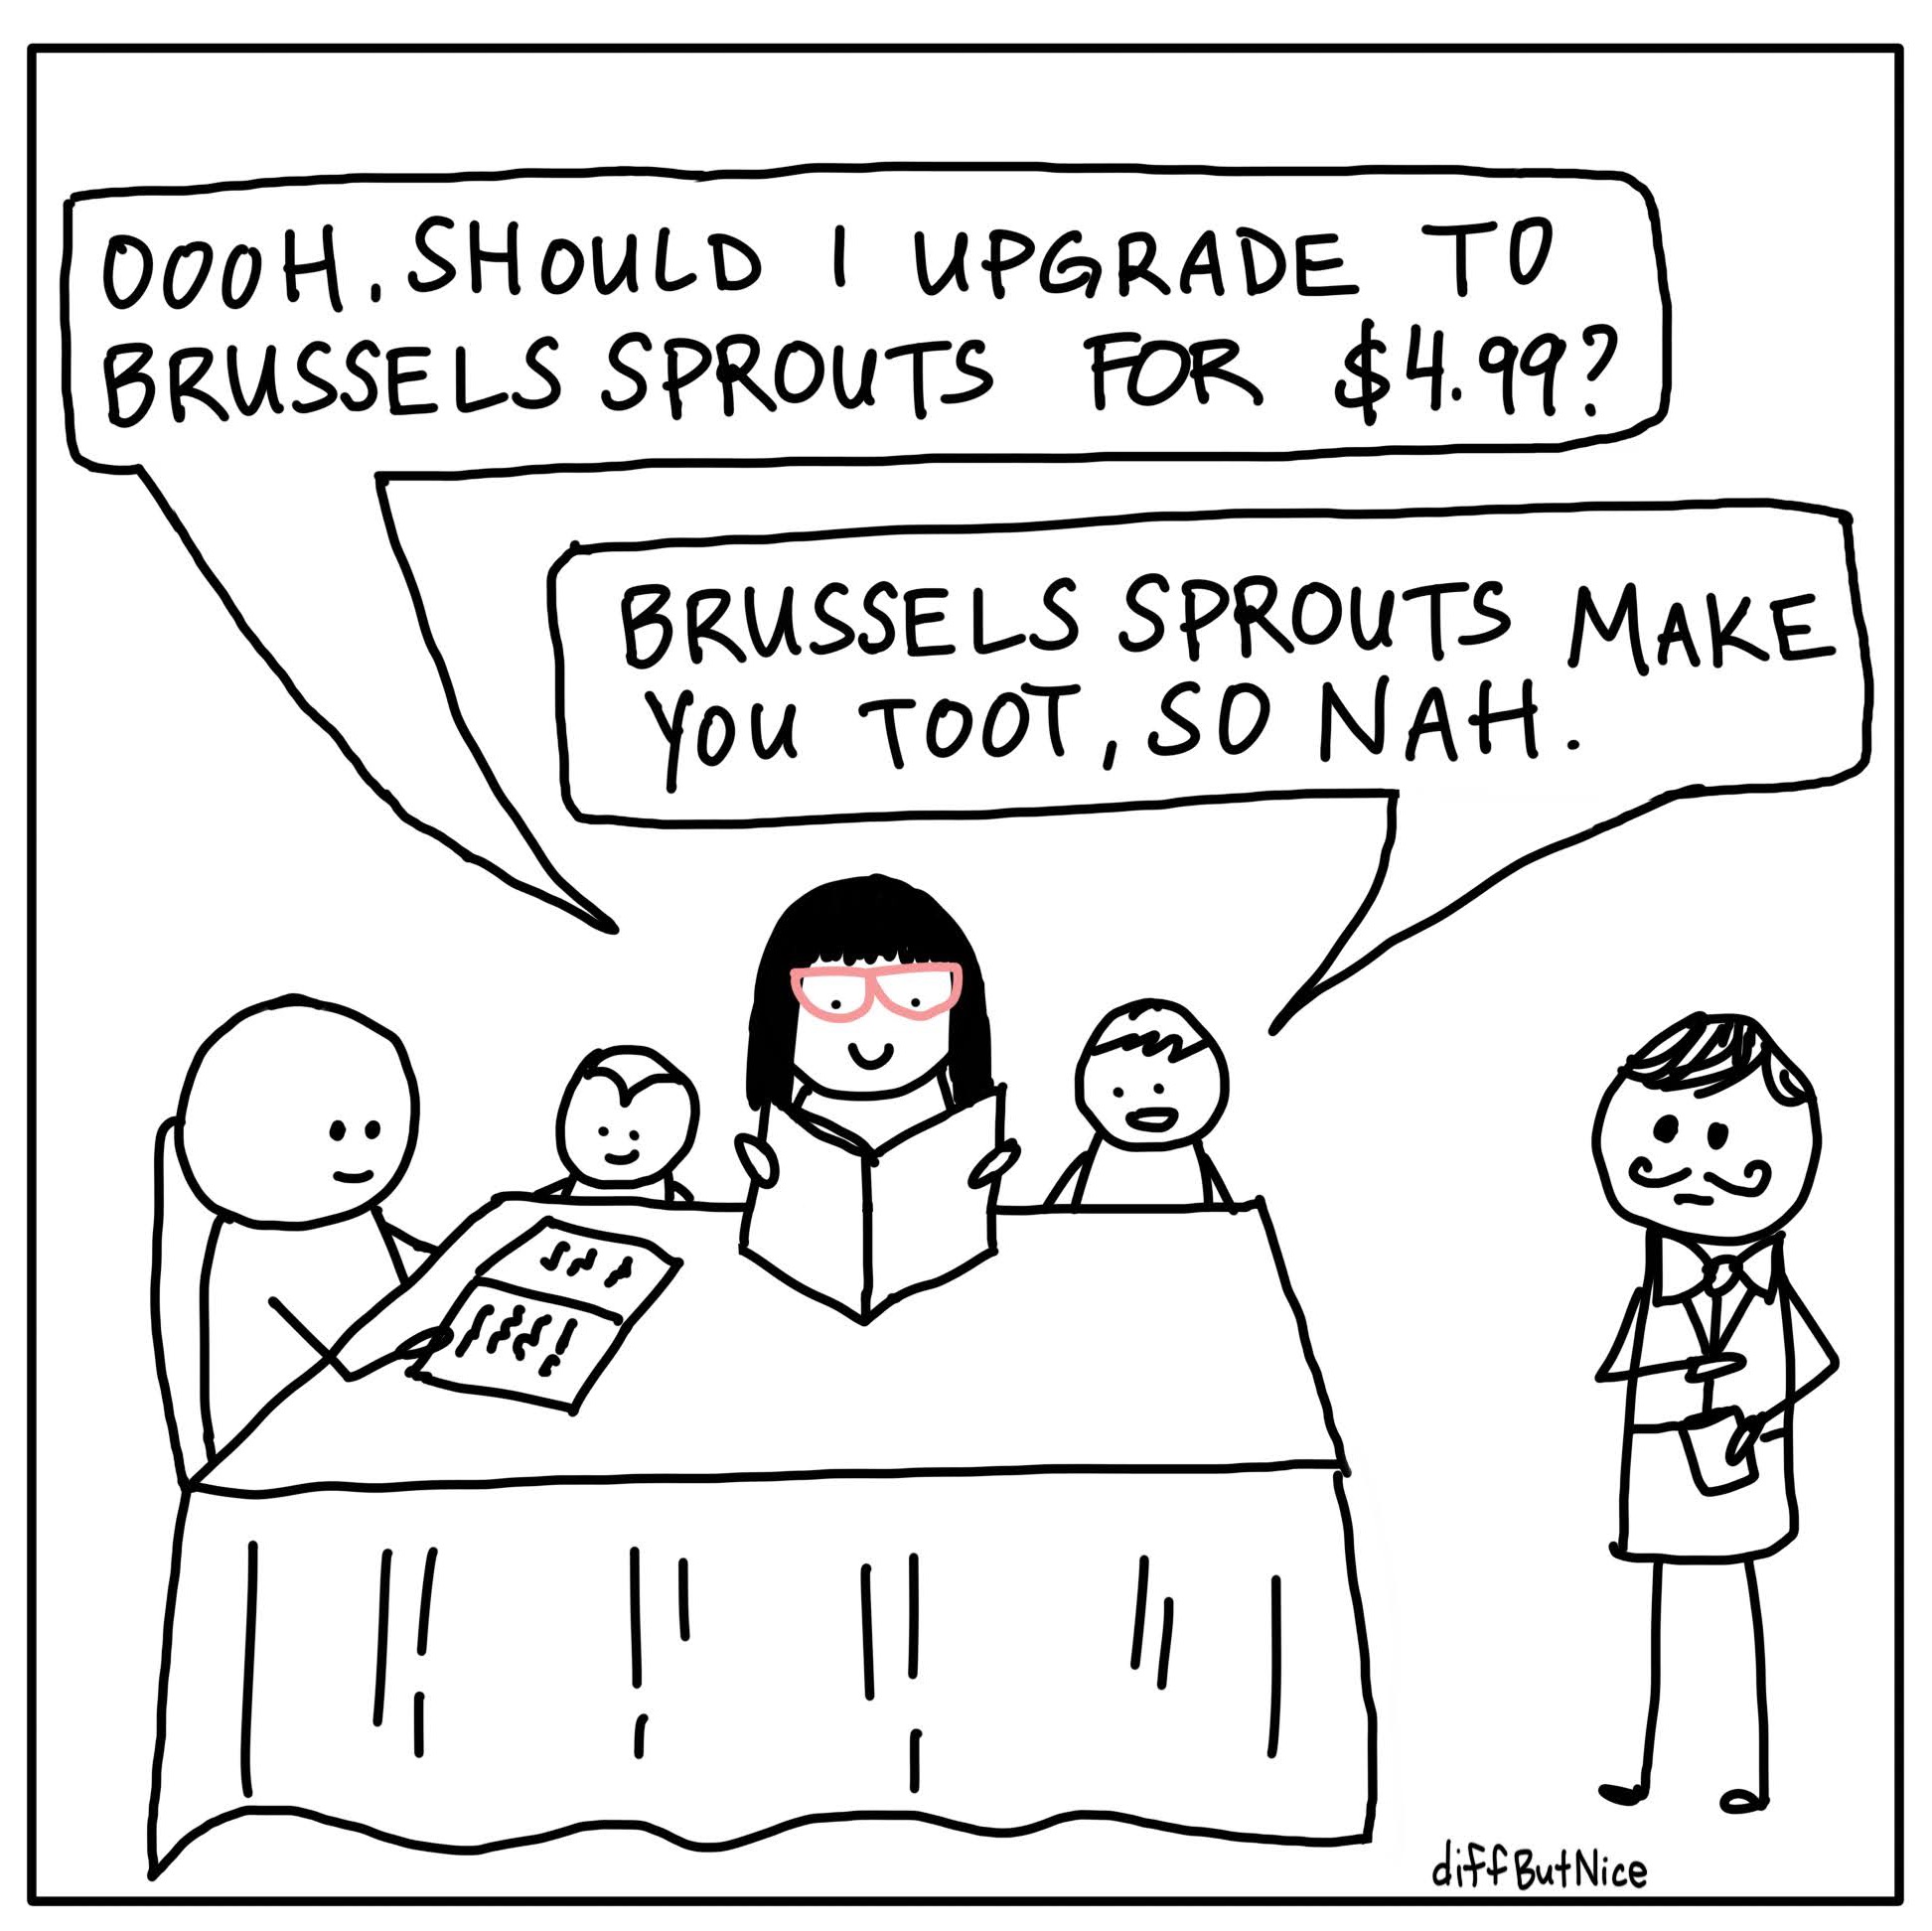 OOOH. SHOULD I UPGRADE TO
BRUSSELS SPROUTS FOR $4.99?
BRUSSELS SPROUTS MAKE
YOU TOOT, SO NAH.
diffButNice